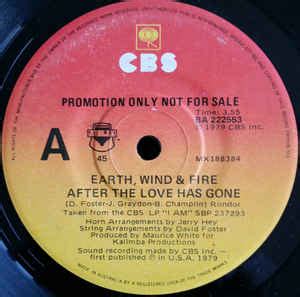 CBS
PROMOTION ONLY NOT FOR SALE
Time: 3.55
BA 222553
℗ 1979 CBS Inc.
A
45
MX188384
EARTH, WIND & FIRE
AFTER THE LOVE HAS GONE
(D. Foster-J. Graydon-B. Champlin) Rondor
Taken from the CBS LP "I AM" SBP 237293
Horn Arrangements by Jerry Hey
String Arrangements by David Foster
Produced by Maurice White for
Kalimba Productions
Sound recording made by CBS Inc.
first published ℗ in U.S.A. 1979